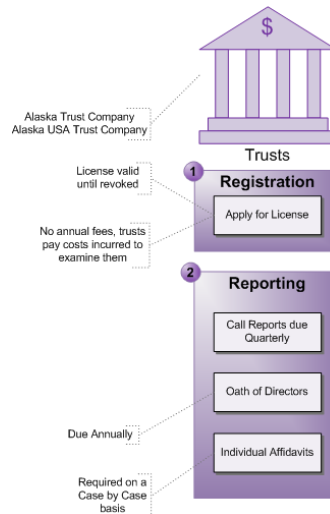 $
Alaska Trust Company
Alaska USA Trust Company
Trusts
License valid
until revoked
1
Registration
Apply for License
No annual fees, trusts
pay costs incurred to
examine them
2
Reporting
Call Reports due
Quarterly
Oath of Directors
Due Annually
Individual Affidavits
Required on a
Case by Case
basis